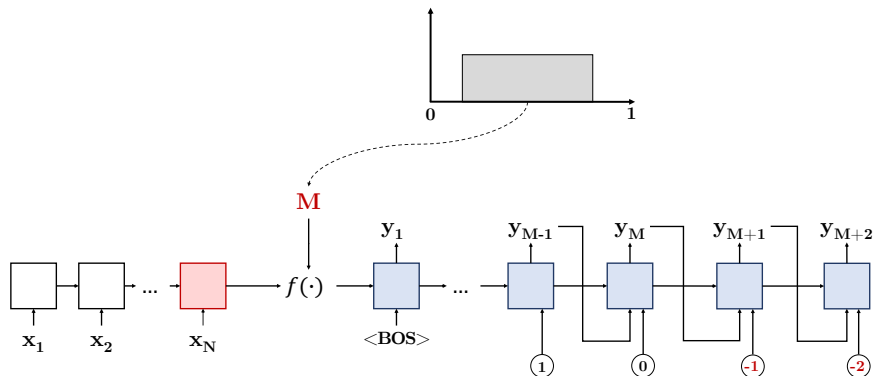 0 1
M
y1 yM-1 yM yM+1 yM+2
... f(·) ...
x1 x2 xN <BOS>
1 0 -1 -2